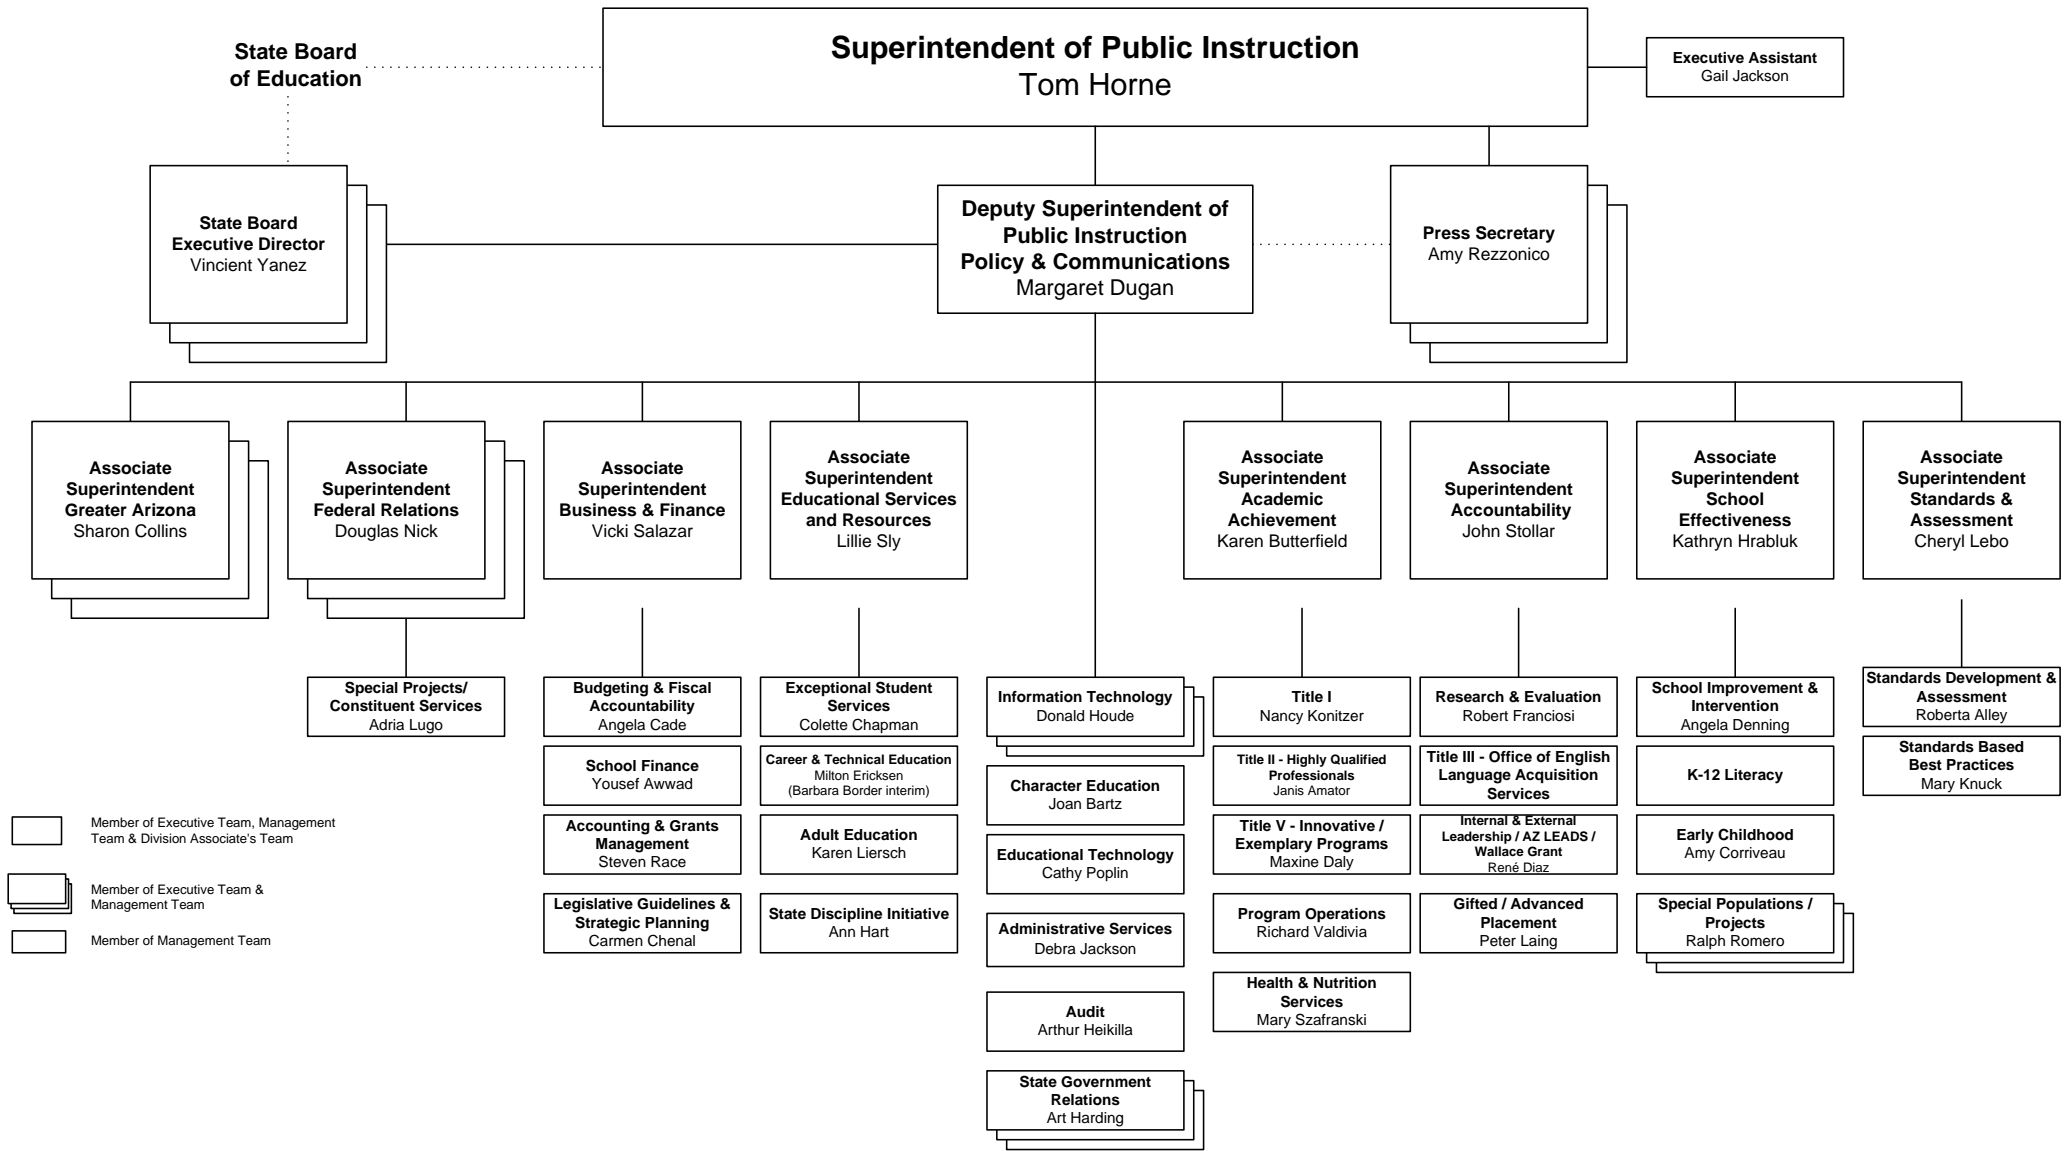 State Board
of Education
Superintendent of Public Instruction
Tom Horne
Executive Assistant
Gail Jackson
State Board
Executive Director
Vincient Yanez
Deputy Superintendent of
Public Instruction
Policy & Communications
Margaret Dugan
Press Secretary
Amy Rezzonico
Associate
Superintendent
Greater Arizona
Sharon Collins
Associate
Superintendent
Federal Relations
Douglas Nick
Associate
Superintendent
Business & Finance
Vicki Salazar
Associate
Superintendent
Educational Services
and Resources
Lillie Sly
Associate
Superintendent
Academic
Achievement
Karen Butterfield
Associate
Superintendent
Accountability
John Stollar
Associate
Superintendent
School
Effectiveness
Kathryn Hrabluk
Associate
Superintendent
Standards &
Assessment
Cheryl Lebo
Special Projects/
Constituent Services
Adria Lugo
Budgeting & Fiscal
Accountability
Angela Cade
School Finance
Yousef Awwad
Accounting & Grants
Management
Steven Race
Legislative Guidelines &
Strategic Planning
Carmen Chenal
Exceptional Student
Services
Colette Chapman
Career & Technical Education
Milton Ericksen
(Barbara Border interim)
Adult Education
Karen Liersch
State Discipline Initiative
Ann Hart
Information Technology
Donald Houde
Character Education
Joan Bartz
Educational Technology
Cathy Poplin
Administrative Services
Debra Jackson
Audit
Arthur Heikilla
State Government
Relations
Art Harding
Title I
Nancy Konitzer
Title II - Highly Qualified
Professionals
Janis Amator
Title V - Innovative /
Exemplary Programs
Maxine Daly
Program Operations
Richard Valdivia
Health & Nutrition
Services
Mary Szafranski
Research & Evaluation
Robert Franciosi
Title III - Office of English
Language Acquisition
Services
Internal & External
Leadership / AZ LEADS /
Wallace Grant
René Diaz
Gifted / Advanced
Placement
Peter Laing
School Improvement &
Intervention
Angela Denning
K-12 Literacy
Early Childhood
Amy Corriveau
Special Populations /
Projects
Ralph Romero
Standards Development &
Assessment
Roberta Alley
Standards Based
Best Practices
Mary Knuck
Member of Executive Team, Management
Team & Division Associate's Team
Member of Executive Team &
Management Team
Member of Management Team